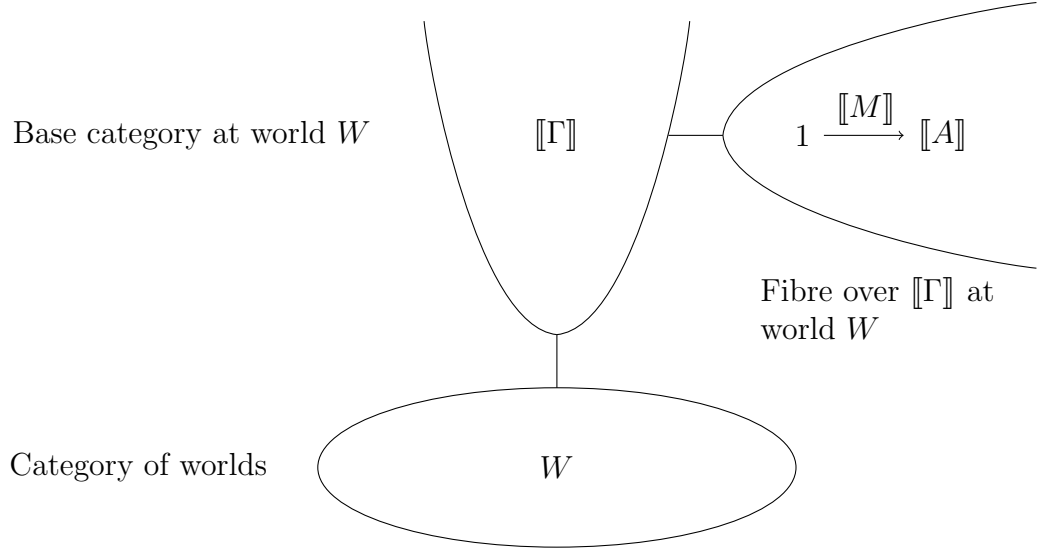 Base category at world W
⟦Γ⟧
1 ⟦M⟧ ⟦A⟧
Fibre over ⟦Γ⟧ at
world W
Category of worlds
W